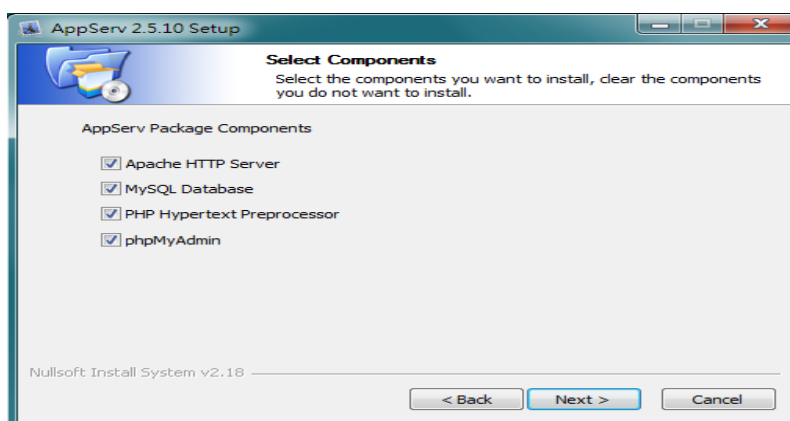 AppServ 2.5.10 Setup
Select Components
Select the components you want to install, clear the components
you do not want to install.
AppServ Package Components
Apache HTTP Server
MySQL Database
PHP Hypertext Preprocessor
phpMyAdmin
Nullsoft Install System v2.18
< Back Next > Cancel